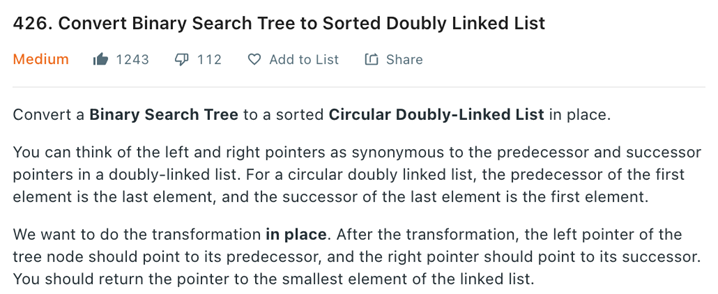 426. Convert Binary Search Tree to Sorted Doubly Linked List
Medium 1243 112 Add to List Share
Convert a Binary Search Tree to a sorted Circular Doubly-Linked List in place.
You can think of the left and right pointers as synonymous to the predecessor and successor
pointers in a doubly-linked list. For a circular doubly linked list, the predecessor of the first
element is the last element, and the successor of the last element is the first element.
We want to do the transformation in place. After the transformation, the left pointer of the
tree node should point to its predecessor, and the right pointer should point to its successor.
You should return the pointer to the smallest element of the linked list.